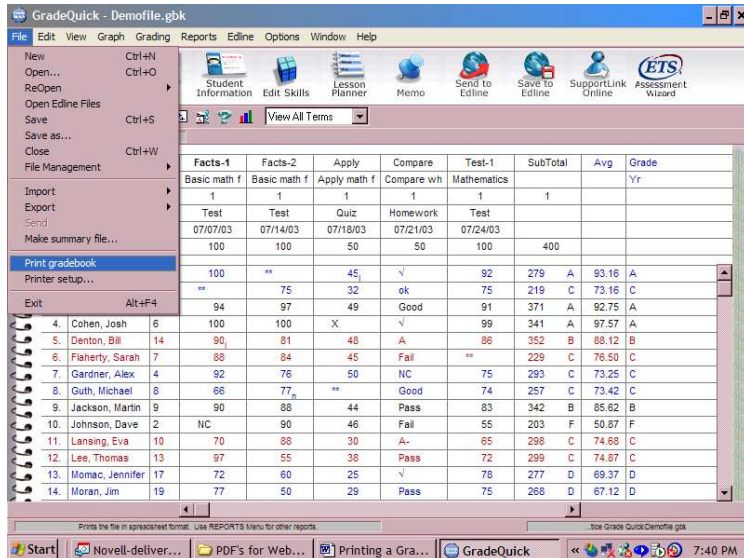 GradeQuick - Demofile.gbk
File Edit View Graph Grading Reports Edline Options Window Help
New Ctrl+N
Open... Ctrl+O
ReOpen
Open Edline Files
Save Ctrl+S
Save as...
Close Ctrl+W
File Management
Import
Export
Send
Make summary file...
Print gradebook
Printer setup...
Exit Alt+F4
Student Information
Edit Skills
Lesson Planner
Memo
Send to Edline
Save to Edline
SupportLink Online
ETS Assessment Wizard
View All Terms
Facts-1 Facts-2 Apply Compare Test-1 SubTotal Avg Grade
Basic math f Basic math f Apply math f Compare wh Mathematics Yr
1 1 1 1 1 1
Test Test Quiz Homework Test
07/07/03 07/14/03 07/18/03 07/21/03 07/24/03
100 100 50 50 100 400
100 ** 45 √ 92 279 A 93.16 A
** 75 32 ok 75 219 C 73.16 C
94 97 49 Good 91 371 A 92.75 A
4. Cohen, Josh 6 100 100 X √ 99 341 A 97.57 A
5. Denton, Bill 14 90 81 48 A 86 352 B 88.12 B
6. Flaherty, Sarah 7 88 84 45 Fail ** 229 C 76.50 C
7. Gardner, Alex 4 92 76 50 NC 75 293 C 73.25 C
8. Guth, Michael 8 66 77m ** Good 74 257 C 73.42 C
9. Jackson, Martin 9 90 88 44 Pass 83 342 B 85.62 B
10. Johnson, Dave 2 NC 90 46 Fail 55 203 F 50.87 F
11. Lansing, Eva 10 70 88 30 A- 65 298 C 74.68 C
12. Lee, Thomas 13 97 55 38 Pass 72 299 C 74.87 C
13. Momac, Jennifer 17 72 60 25 √ 78 277 D 69.37 D
14. Moran, Jim 19 77 50 29 Pass 75 268 D 67.12 D
Prints the file in spreadsheet format. Use REPORTS Menu for other reports. ...tice Grade Quick\Demofile.gbk
Start Novell-deliver... PDF's for Web... Printing a Gra... GradeQuick 7:40 PM